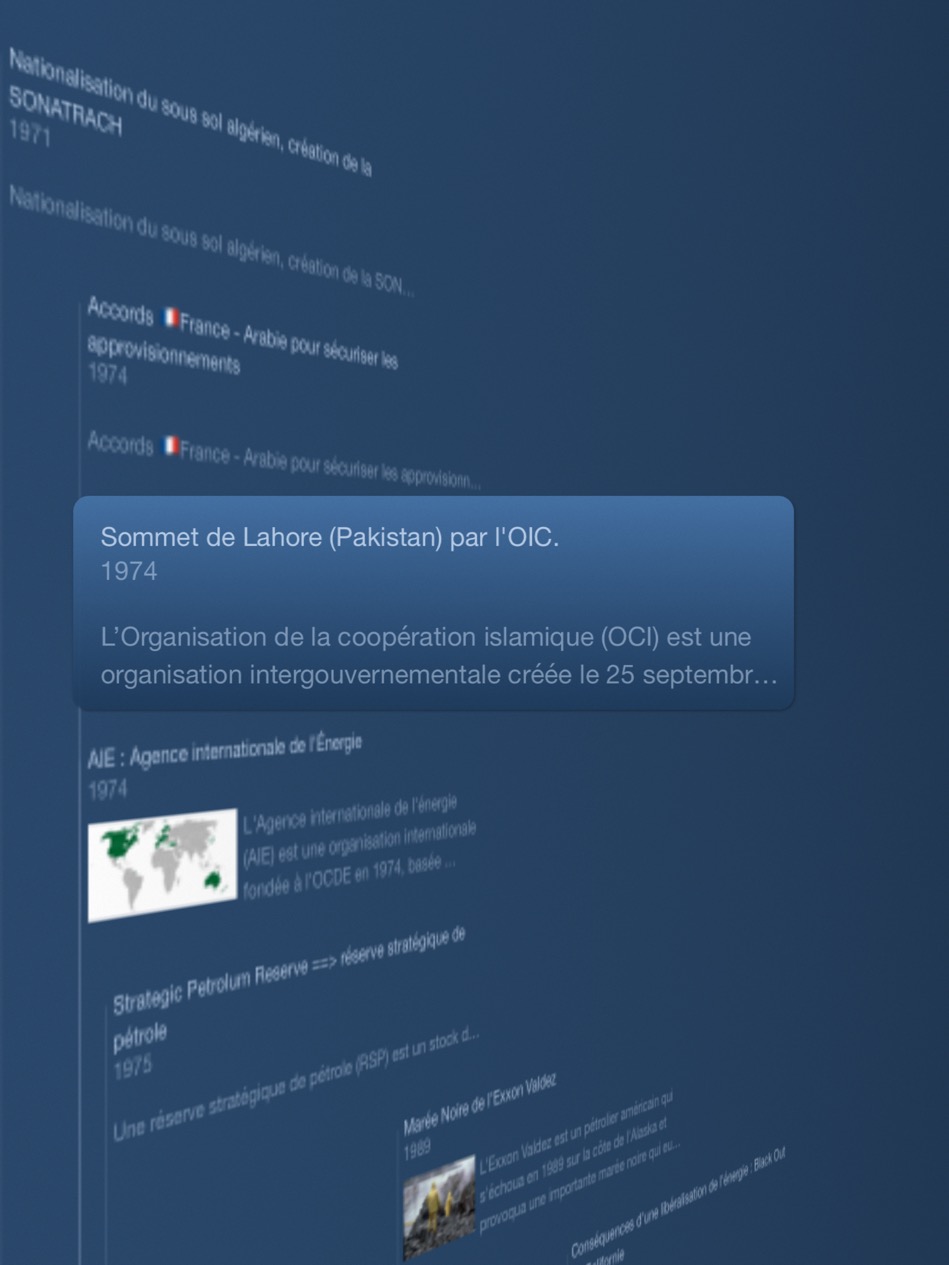 Nationalisation du sous sol algérien, création de la
SONATRACH
1971
Nationalisation du sous sol algérien, création de la SON...
Accords 🇫🇷France - Arabie pour sécuriser les
approvisionnements
1974
Accords 🇫🇷France - Arabie pour sécuriser les approvisionn...
Sommet de Lahore (Pakistan) par l'OIC.
1974
L’Organisation de la coopération islamique (OCI) est une
organisation intergouvernementale créée le 25 septembr…
AIE : Agence internationale de l'Énergie
1974
L'Agence internationale de l'énergie
(AIE) est une organisation internationale
fondée à l'OCDE en 1974, basée ...
Strategic Petrolum Reserve ==> réserve stratégique de
pétrole
1975
Une réserve stratégique de pétrole (RSP) est un stock d...
Marée Noire de l'Exxon Valdez
1989
L'Exxon Valdez est un pétrolier américain qui
s'échoua en 1989 sur la côte de l'Alaska et
provoqua une importante marée noire qui eu...
Conséquences d'une libéralisation de l'énergie : Black Out